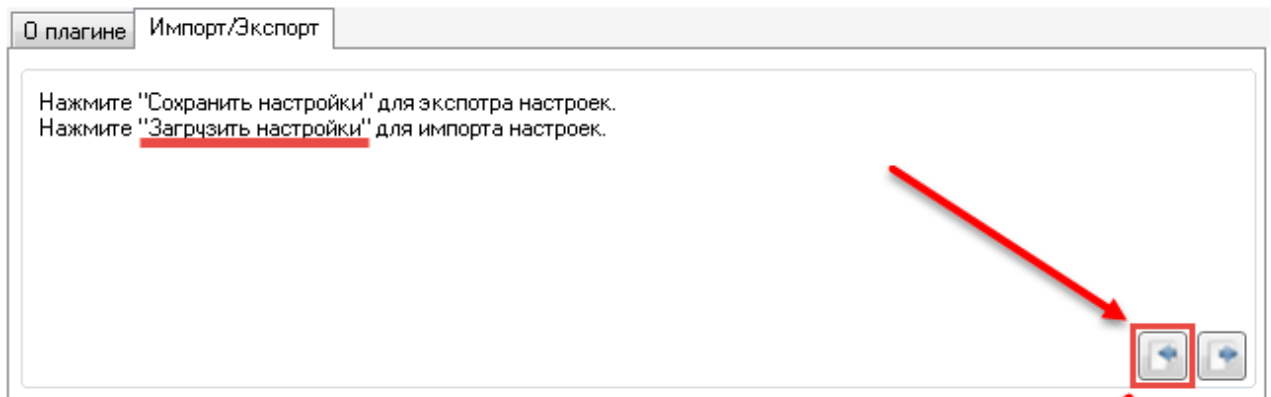 О плагине
Импорт/Экспорт
Нажмите "Сохранить настройки" для экспотра настроек.
Нажмите "Загрузить настройки" для импорта настроек.